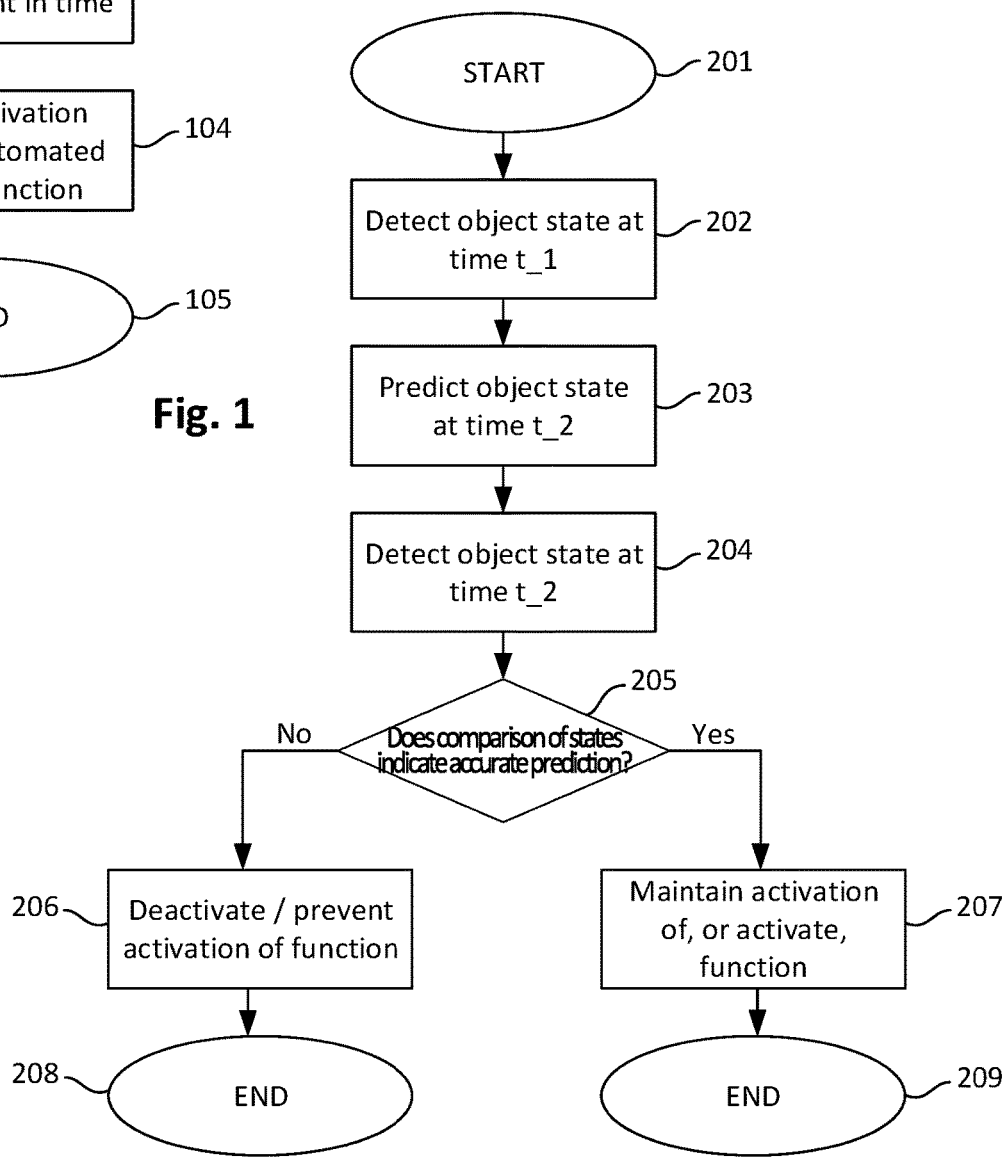 nt in time
ivation
tomated
nction
104
D
105
Fig. 1
START
201
Detect object state at
time t_1
202
Predict object state
at time t_2
203
Detect object state at
time t_2
204
205
Does comparison of states
indicate accurate prediction?
No
Yes
206
Deactivate / prevent
activation of function
Maintain activation
of, or activate,
function
207
208
END
END
209